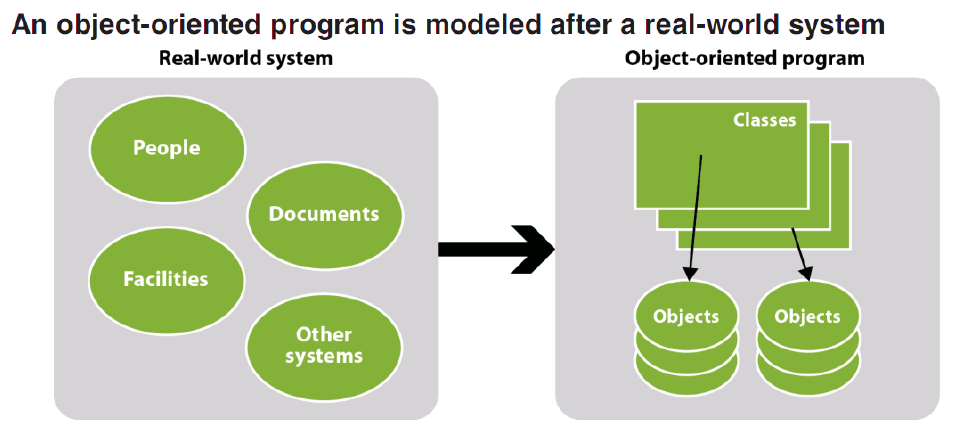 An object-oriented program is modeled after a real-world system
Real-world system
People
Documents
Facilities
Other
systems
Object-oriented program
Classes
Objects
Objects